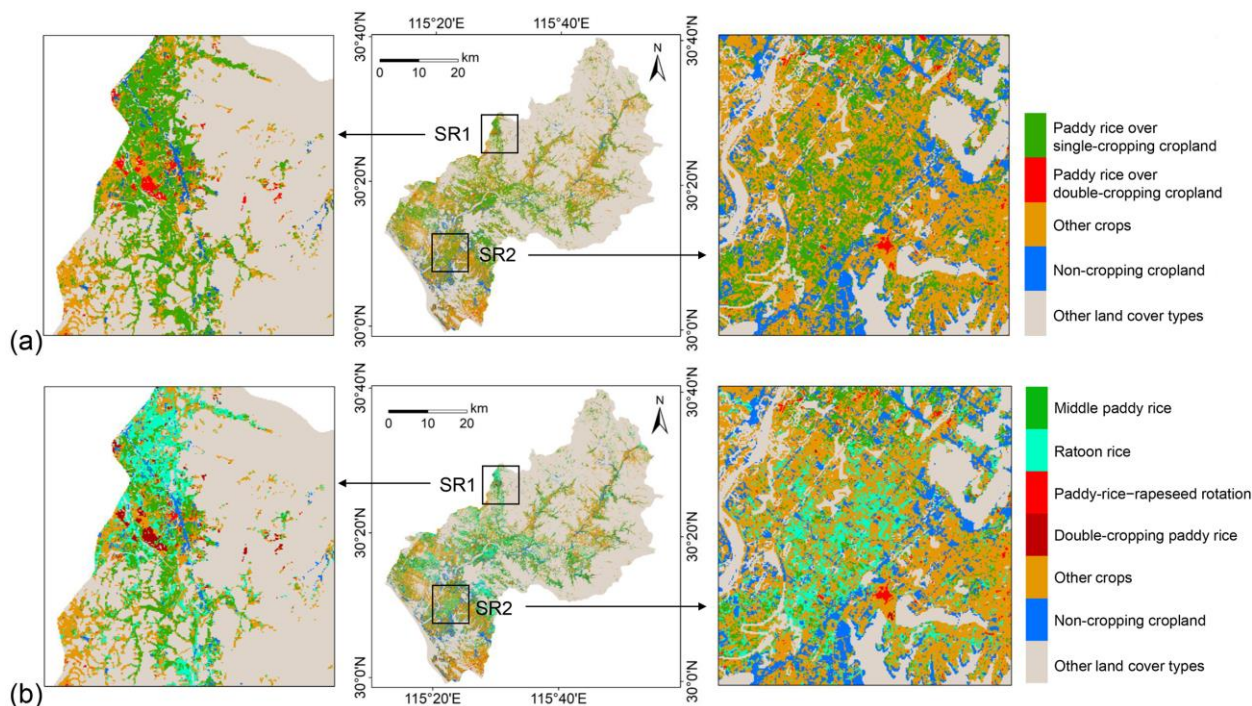 115°20'E
115°40'E
30°40'N
N
0
10
20
km
SR1
30°20'N
30°20'N
SR2
30°0'N
30°0'N
Paddy rice over
single-cropping cropland
Paddy rice over
double-cropping cropland
Other crops
Non-cropping cropland
Other land cover types
(a)
30°40'N
30°40'N
N
0
10
20
km
SR1
30°20'N
30°20'N
SR2
30°0'N
30°0'N
115°20'E
115°40'E
Middle paddy rice
Ratoon rice
Paddy-rice–rapeseed rotation
Double-cropping paddy rice
Other crops
Non-cropping cropland
Other land cover types
(b)